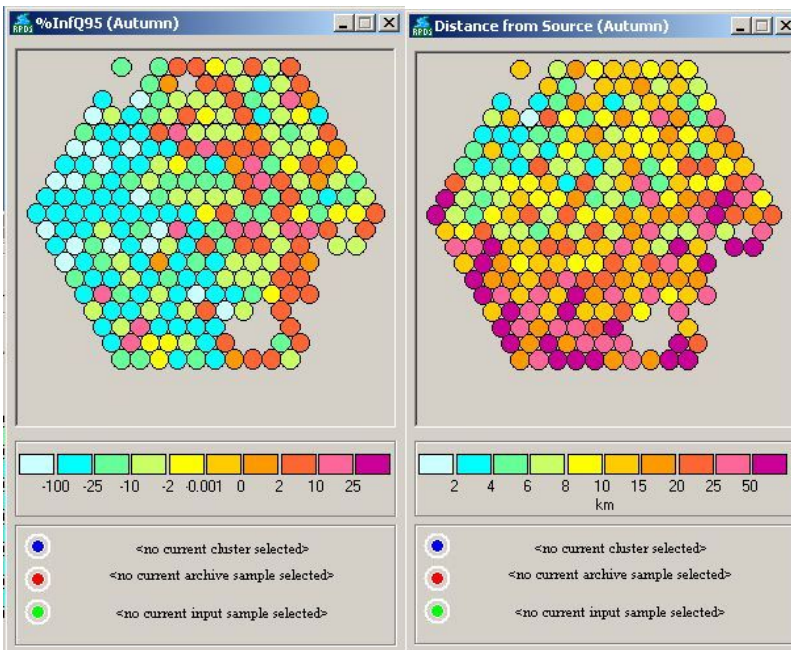 %InfQ95 (Autumn)
RPDS
-100 -25 -10 -2 -0.001 0 2 10 25
<no current cluster selected>
<no current archive sample selected>
<no current input sample selected>
Distance from Source (Autumn)
RPDS
2 4 6 8 10 15 20 25 50
km
<no current cluster selected>
<no current archive sample selected>
<no current input sample selected>